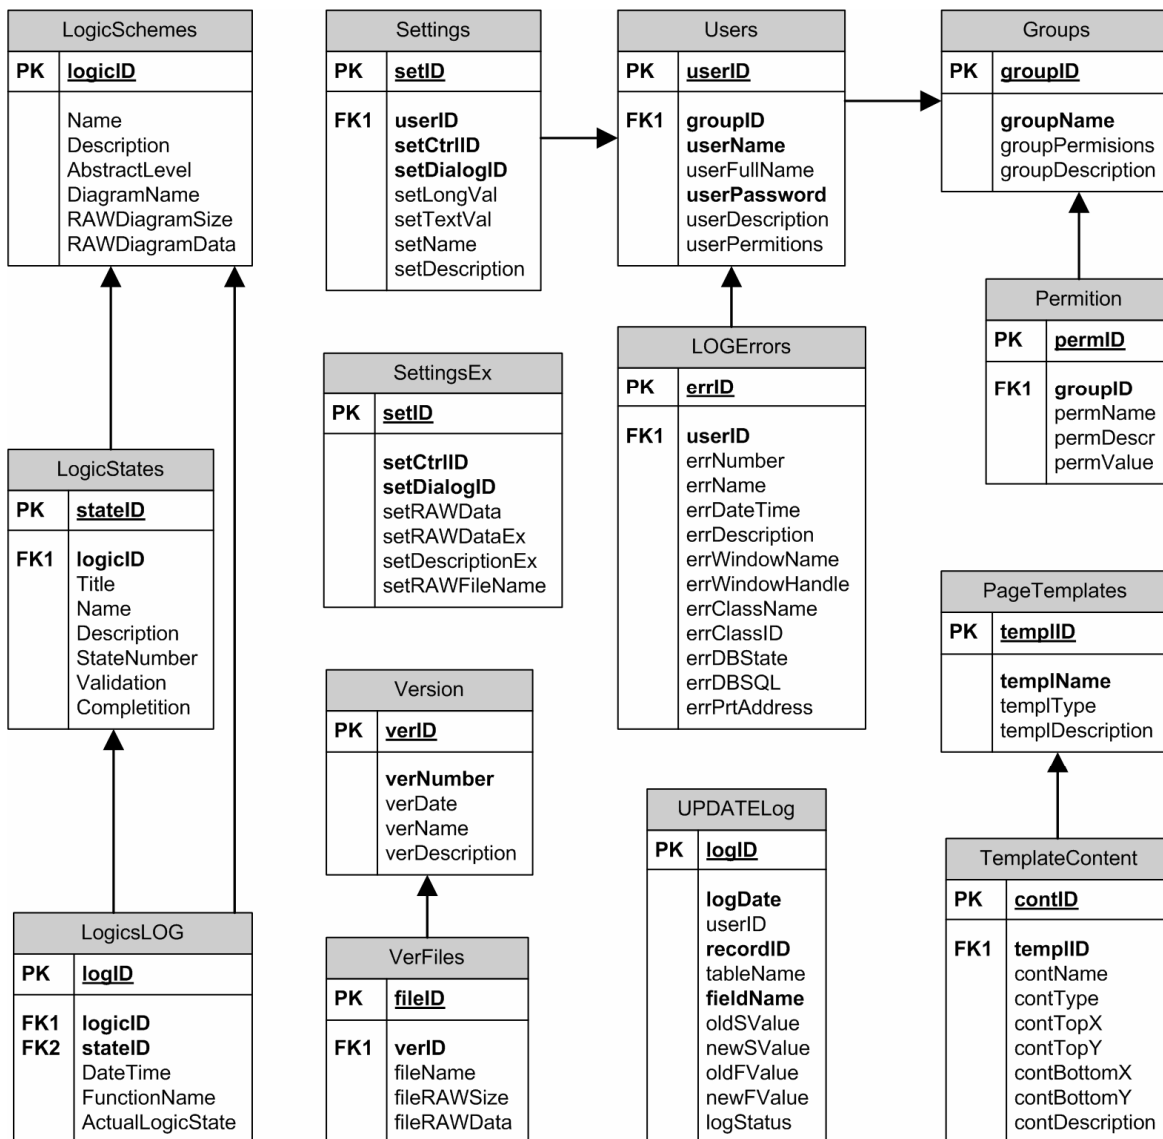 LogicSchemes
PK logicID
Name
Description
AbstractLevel
DiagramName
RAWDiagramSize
RAWDiagramData
Settings
PK setID
FK1 userID
setCtrlID
setDialogID
setLongVal
setTextVal
setName
setDescription
Users
PK userID
FK1 groupID
userName
userFullName
userPassword
userDescription
userPermitions
Groups
PK groupID
groupName
groupPermisions
groupDescription
Permition
PK permID
FK1 groupID
permName
permDescr
permValue
SettingsEx
PK setID
setCtrlID
setDialogID
setRAWData
setRAWDataEx
setDescriptionEx
setRAWFileName
LOGErrors
PK errID
FK1 userID
errNumber
errName
errDateTime
errDescription
errWindowName
errWindowHandle
errClassName
errClassID
errDBState
errDBSQL
errPrtAddress
LogicStates
PK stateID
FK1 logicID
Title
Name
Description
StateNumber
Validation
Completition
PageTemplates
PK templID
templName
templType
templDescription
Version
PK verID
verNumber
verDate
verName
verDescription
UPDATELog
PK logID
logDate
userID
recordID
tableName
fieldName
oldSValue
newSValue
oldFValue
newFValue
logStatus
TemplateContent
PK contID
FK1 templID
contName
contType
contTopX
contTopY
contBottomX
contBottomY
contDescription
LogicsLOG
PK logID
FK1 logicID
FK2 stateID
DateTime
FunctionName
ActualLogicState
VerFiles
PK fileID
FK1 verID
fileName
fileRAWSize
fileRAWData